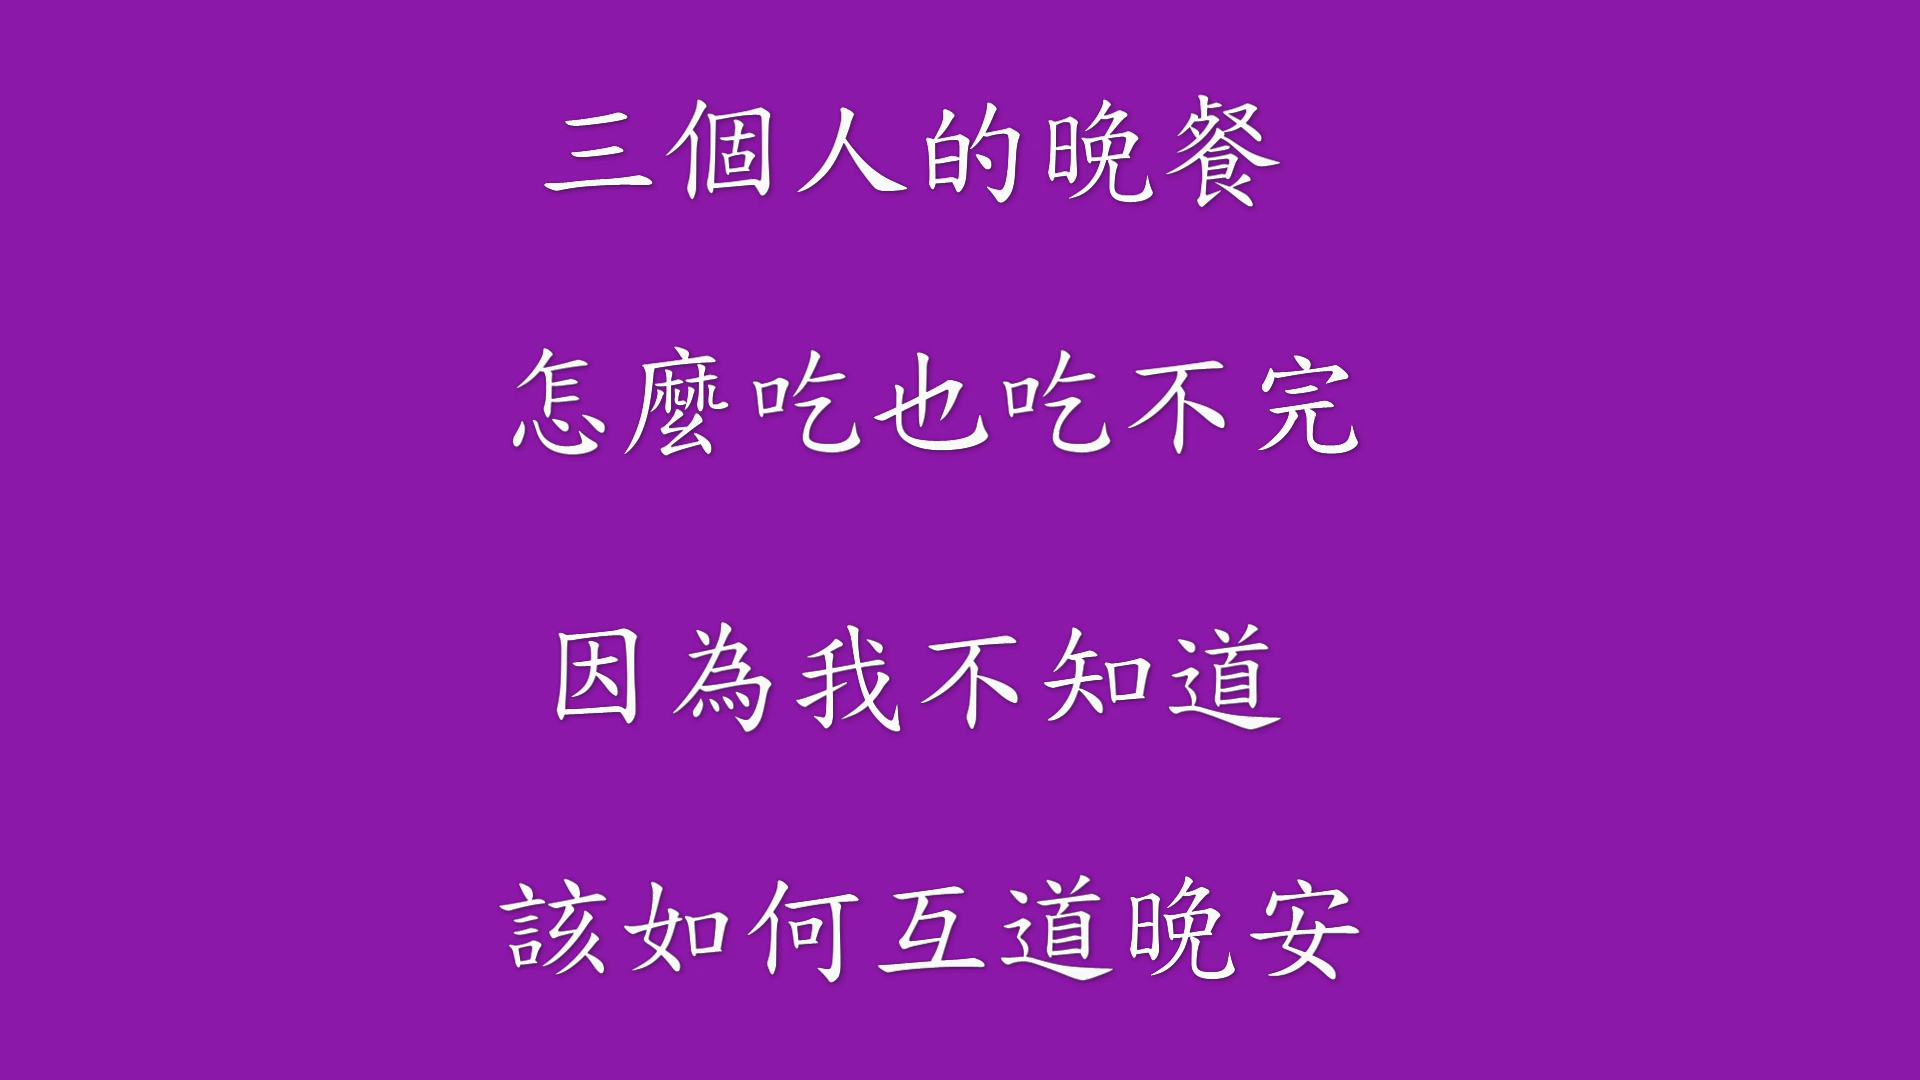 三個人的晚餐
怎麼吃也吃不完
因為我不知道
該如何互道晚安